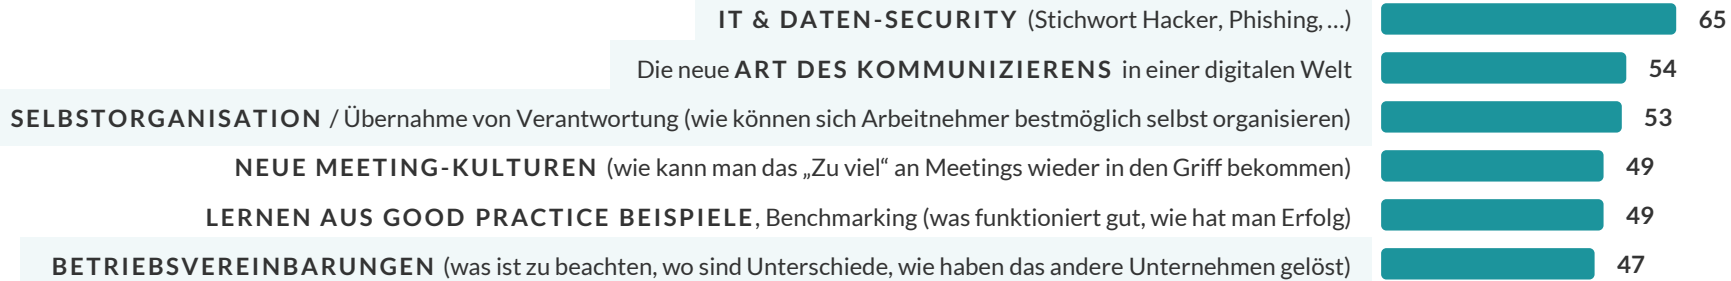 IT & DATEN-SECURITY (Stichwort Hacker, Phishing, ...) 65
Die neue ART DES KOMMUNIZIERENS in einer digitalen Welt 54
SELBSTORGANISATION / Übernahme von Verantwortung (wie können sich Arbeitnehmer bestmöglich selbst organisieren) 53
NEUE MEETING-KULTUREN (wie kann man das „Zu viel“ an Meetings wieder in den Griff bekommen) 49
LERNEN AUS GOOD PRACTICE BEISPIELE, Benchmarking (was funktioniert gut, wie hat man Erfolg) 49
BETRIEBSVEREINBARUNGEN (was ist zu beachten, wo sind Unterschiede, wie haben das andere Unternehmen gelöst) 47